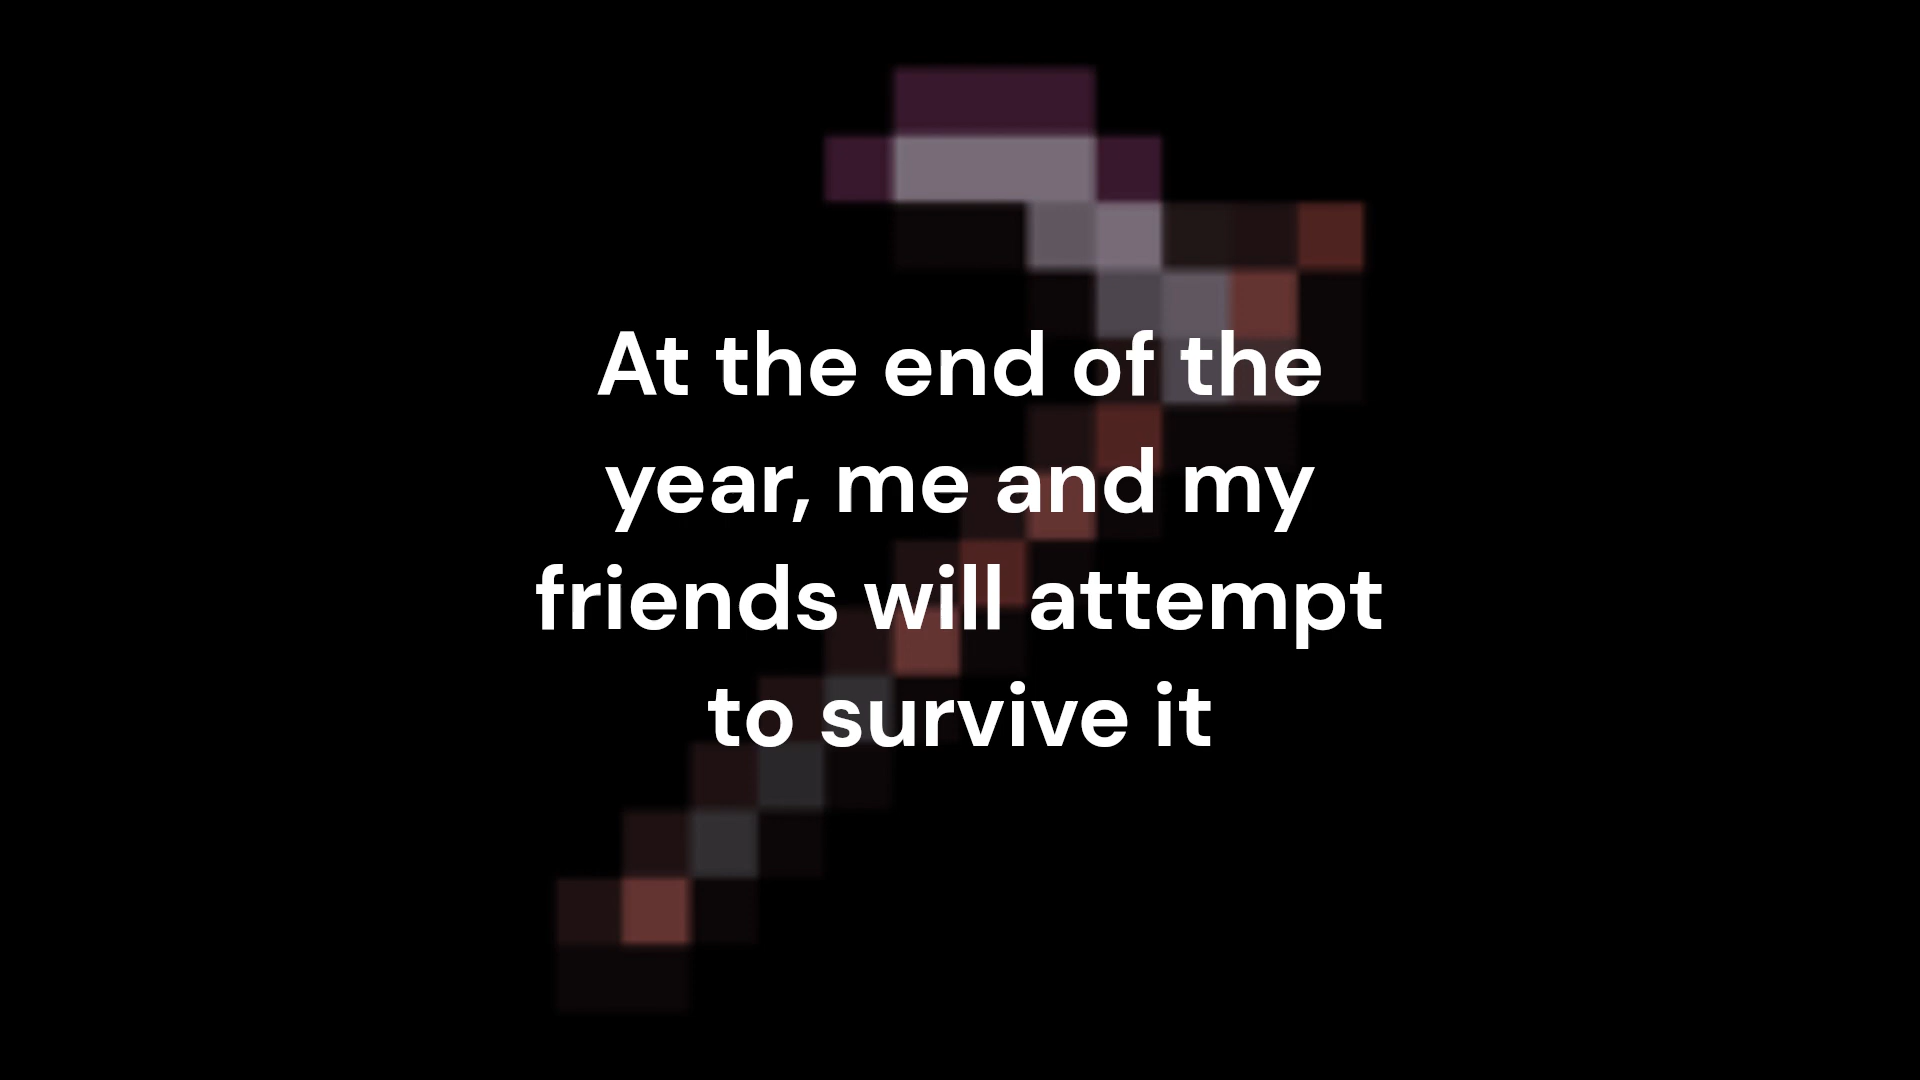 At the end of the
year, me and my
friends will attempt
to survive it